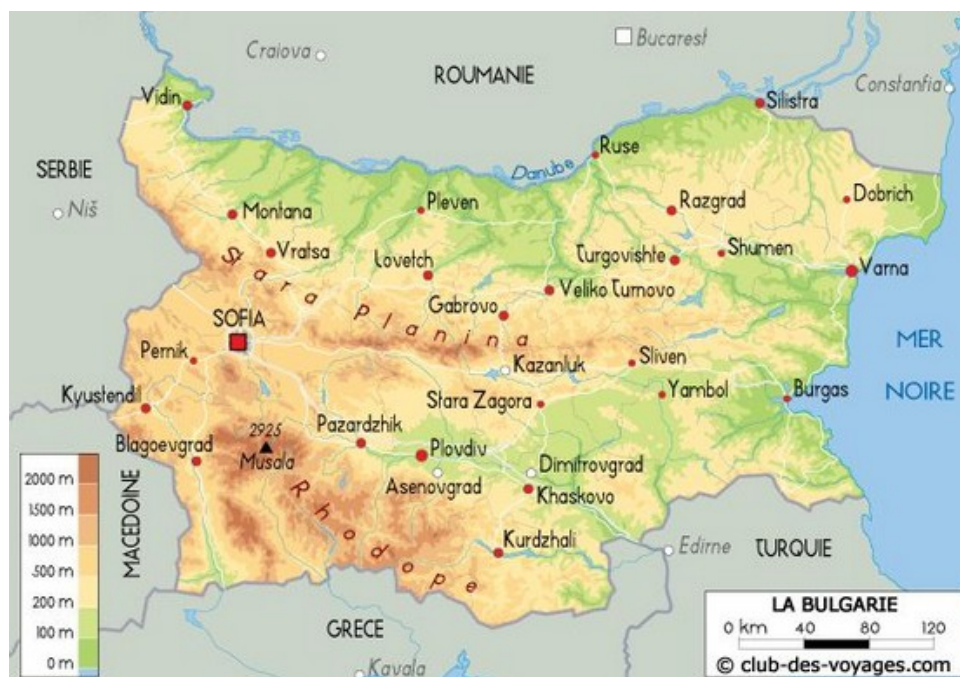 Craiova
Bucarest
ROUMANIE
Constanfia
Vidin
Silistra
Ruse
Danube
SERBIE
Niš
Montana
Pleven
Razgrad
Dobrich
Vratsa
Lovetch
Turgovishte
Shumen
Varna
Stara Planina
Veliko Turnovo
Gabrovo
SOFIA
MER
NOIRE
Pernik
Kazanluk
Sliven
Kyustendl
Stara Zagora
Yambol
Burgas
Blagoevgrad
2925
Musala
Pazardzhik
Plovdiv
Asenovgrad
Dimitrovgrad
Khaskovo
Rhodope
Kurdzhali
Edirne
TURQUIE
MACEDOINE
2000 m
1500 m
1000 m
500 m
200 m
100 m
0 m
GRECE
Kavala
LA BULGARIE
0 km 40 80 120
© club-des-voyages.com